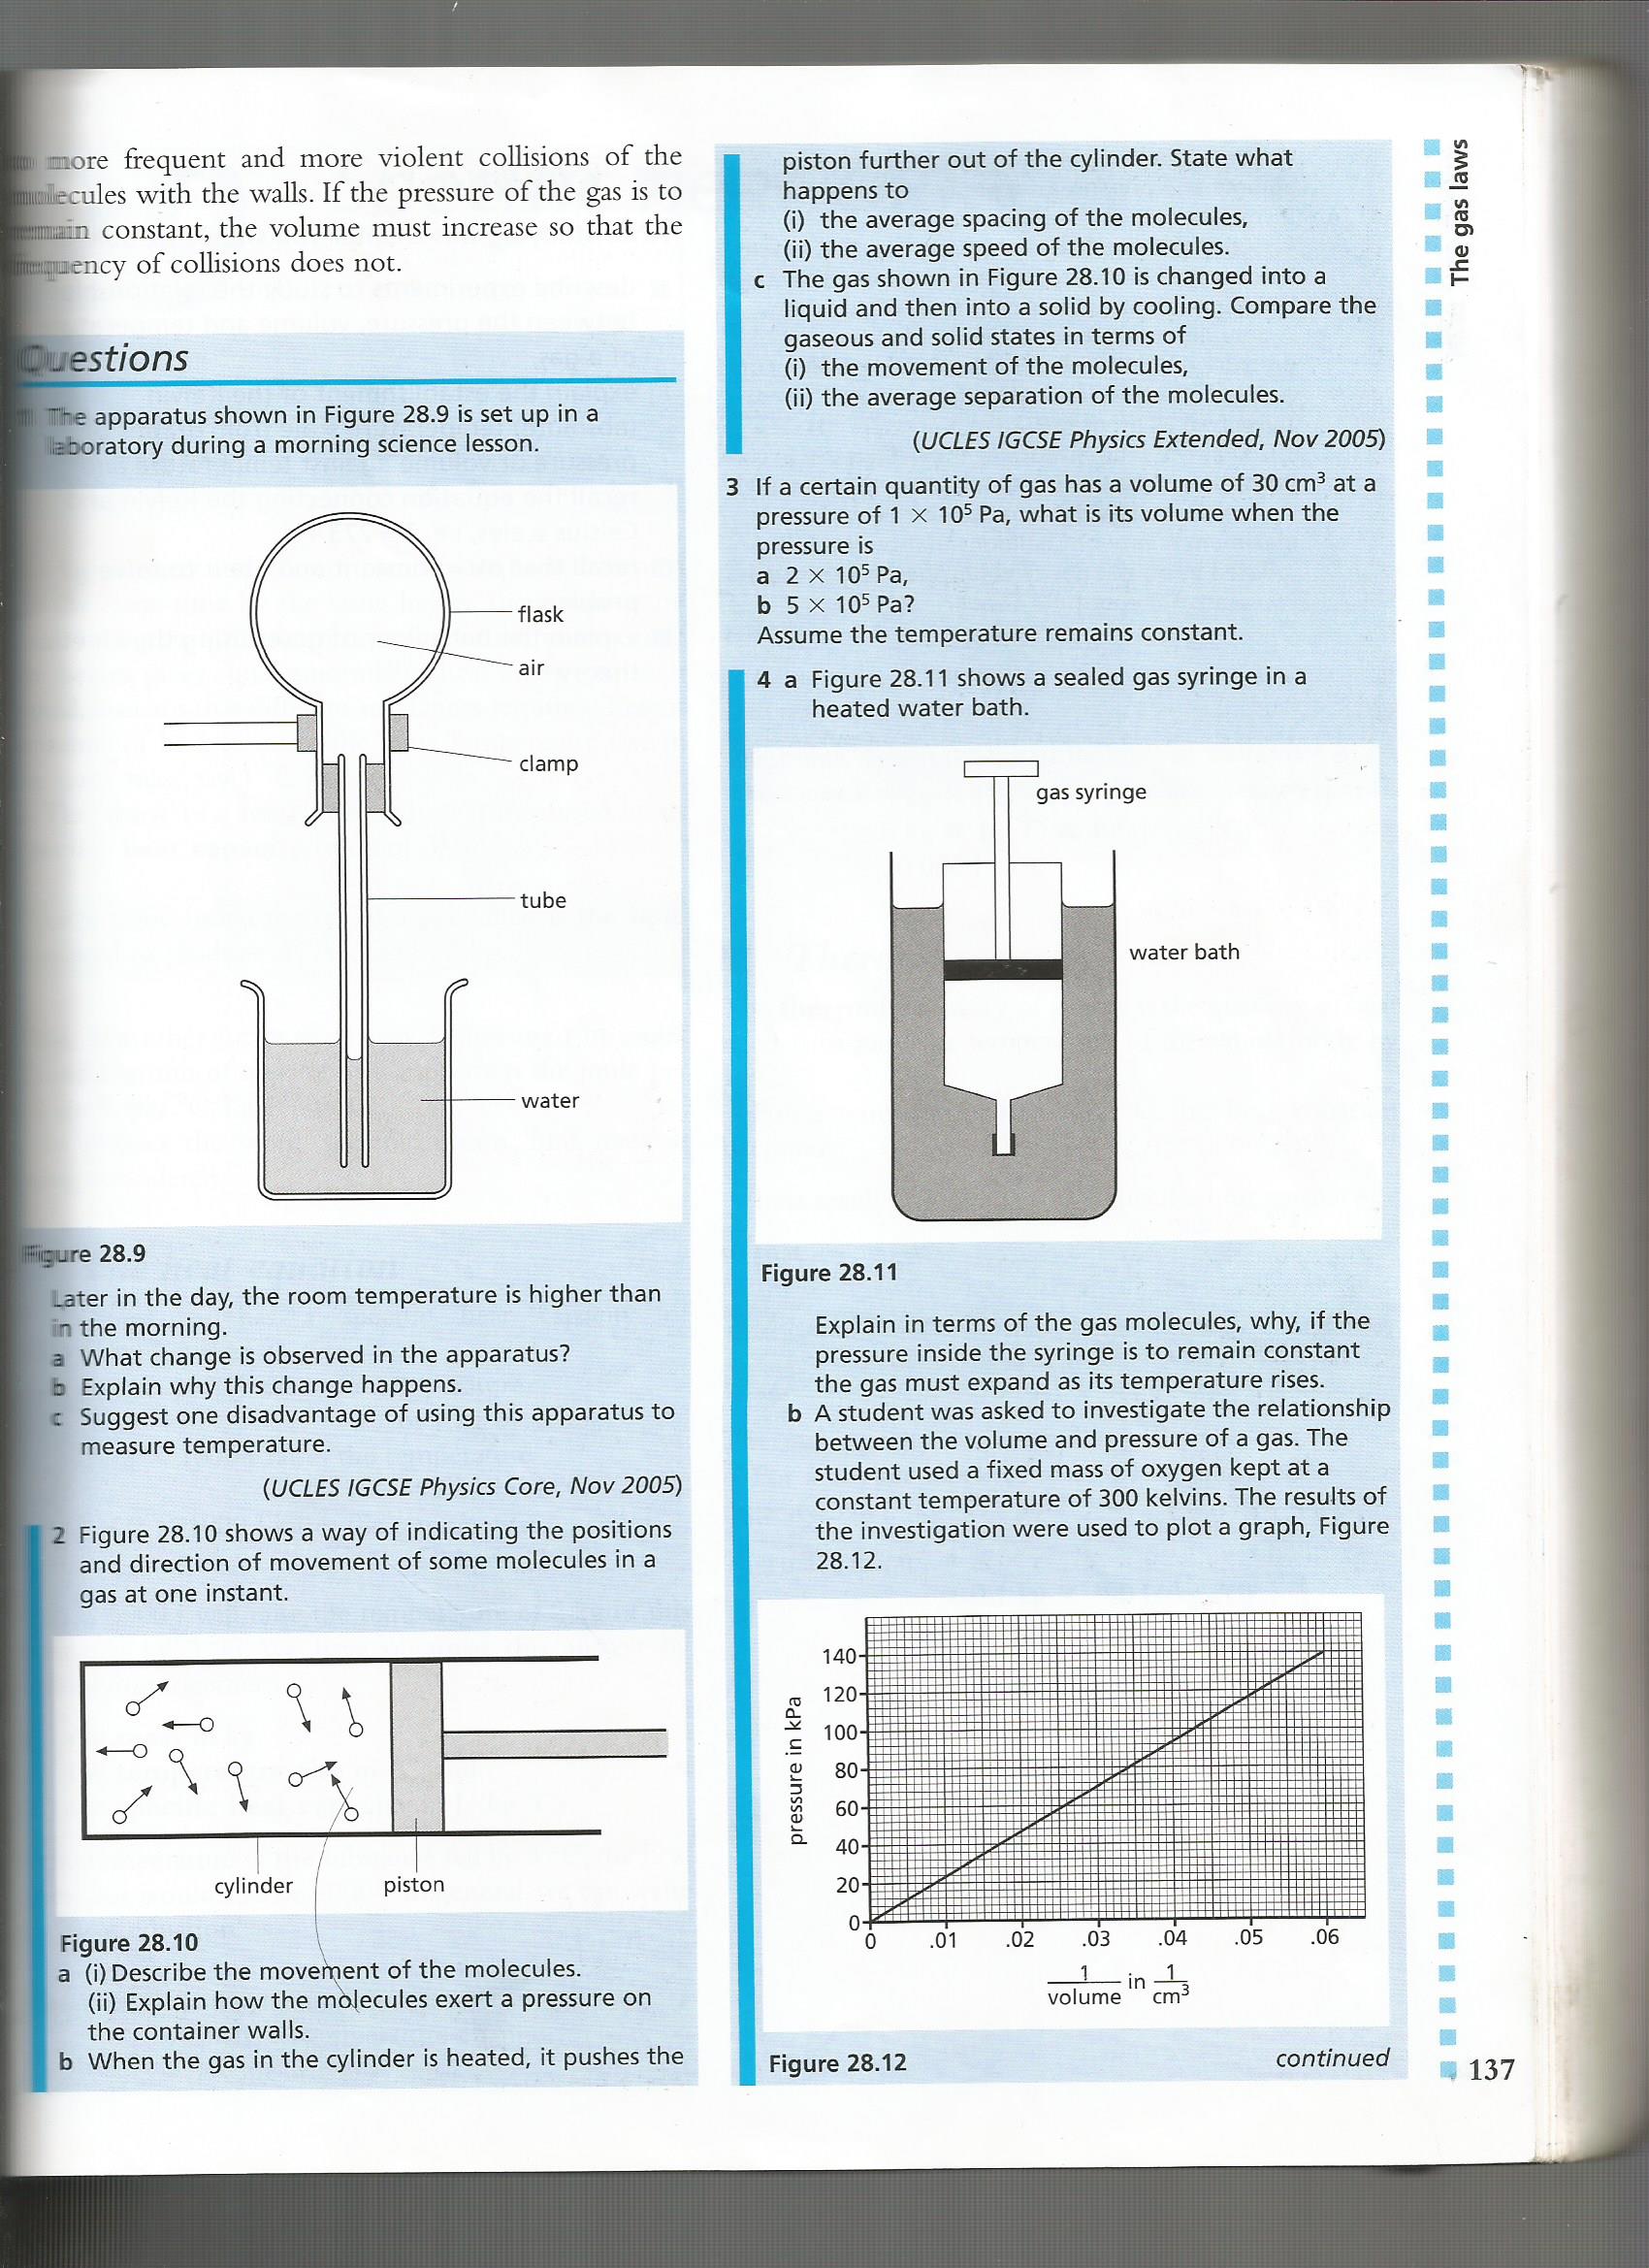 more frequent and more violent collisions of the
molecules with the walls. If the pressure of the gas is to
remain constant, the volume must increase so that the
frequency of collisions does not.
Questions
The apparatus shown in Figure 28.9 is set up in a
laboratory during a morning science lesson.
flask
air
clamp
tube
water
Figure 28.9
Later in the day, the room temperature is higher than
in the morning.
a What change is observed in the apparatus?
b Explain why this change happens.
c Suggest one disadvantage of using this apparatus to
measure temperature.
(UCLES IGCSE Physics Core, Nov 2005)
2 Figure 28.10 shows a way of indicating the positions
and direction of movement of some molecules in a
gas at one instant.
cylinder
piston
Figure 28.10
a (i) Describe the movement of the molecules.
(ii) Explain how the molecules exert a pressure on
the container walls.
b When the gas in the cylinder is heated, it pushes the
piston further out of the cylinder. State what
happens to
(i) the average spacing of the molecules,
(ii) the average speed of the molecules.
c The gas shown in Figure 28.10 is changed into a
liquid and then into a solid by cooling. Compare the
gaseous and solid states in terms of
(i) the movement of the molecules,
(ii) the average separation of the molecules.
(UCLES IGCSE Physics Extended, Nov 2005)
3 If a certain quantity of gas has a volume of 30 cm³ at a
pressure of 1 × 10⁵ Pa, what is its volume when the
pressure is
a 2 × 10⁵ Pa,
b 5 × 10⁵ Pa?
Assume the temperature remains constant.
4 a Figure 28.11 shows a sealed gas syringe in a
heated water bath.
gas syringe
water bath
Figure 28.11
Explain in terms of the gas molecules, why, if the
pressure inside the syringe is to remain constant
the gas must expand as its temperature rises.
b A student was asked to investigate the relationship
between the volume and pressure of a gas. The
student used a fixed mass of oxygen kept at a
constant temperature of 300 kelvins. The results of
the investigation were used to plot a graph, Figure
28.12.
pressure in kPa
140
120
100
80
60
40
20
0
0 .01 .02 .03 .04 .05 .06
1/volume in 1/cm³
Figure 28.12
continued
The gas laws
137